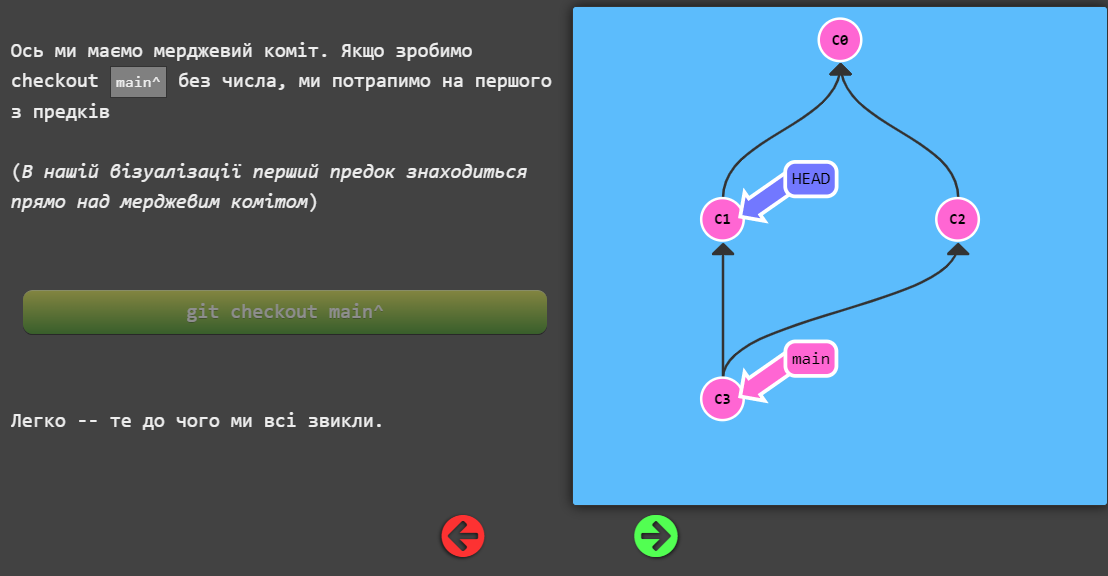 Ось ми маємо мерджевий коміт. Якщо зробимо
checkout main^ без числа, ми потрапимо на першого
з предків
(В нашій візуалізації перший предок знаходиться
прямо над мерджевим комітом)
git checkout main^
Легко -- те до чого ми всі звикли.
C0
HEAD
C1
C2
main
C3